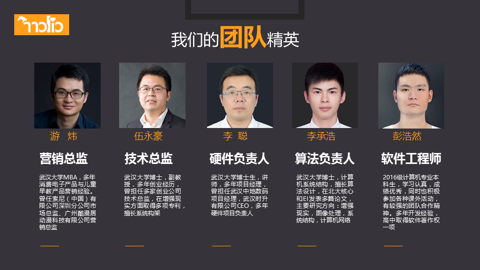 我们的团队精英
游 炜
伍永豪
李 聪
李承浩
彭浩然
营销总监
技术总监
硬件负责人
算法负责人
软件工程师
武汉大学MBA，多年
消费电子产品与儿童
早教产品营销经验。
曾任索尼（中国）有
限公司深圳分公司市
场总监，广州酷漫居
动漫科技有限公司营
销总监
武汉大学博士，副教
授，多年创业经历，
曾担任多家创业公司
技术总监，在增强现
实方面取得多项专利，
擅长系统构架
武汉大学博士生，讲
师，多年项目经理，
曾担任武汉中地数码
项目经理，武汉时升
有限公司CEO，多年
硬件项目负责人
武汉大学博士，计算
机系统结构，擅长算法
设计，在北大核心
和EI发表多篇论文，
主要研究方向：增强
现实，图像处理，系
统结构，计算机网络
2016级计算机专业本
科生，学习认真，成
绩优秀，同时也积极
参加各种课外活动，
有较强的团队合作精
神。多年开发经验，
高中取得软件著作权
一项